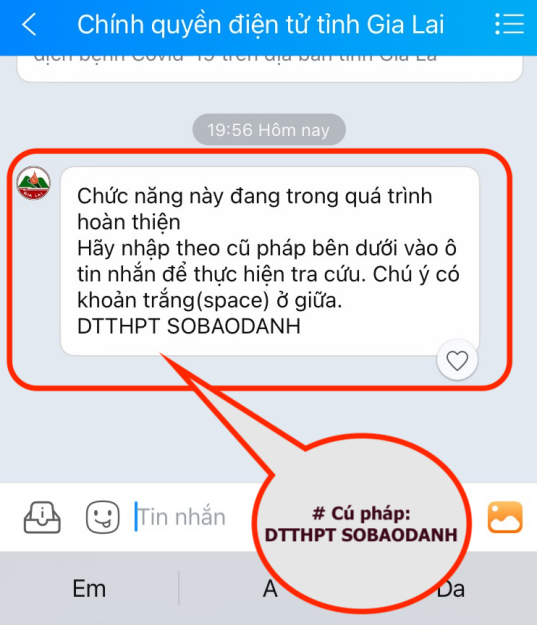 Chính quyền điện tử tỉnh Gia Lai
dịch bệnh Covid-19 trên địa bàn tỉnh Gia La
19:56 Hôm nay
GIA LAI
Chức năng này đang trong quá trình
hoàn thiện
Hãy nhập theo cũ pháp bên dưới vào ô
tin nhắn để thực hiện tra cứu. Chú ý có
khoản trắng(space) ở giữa.
DTTHPT SOBAODANH
Tin nhắn
# Cú pháp:
DTTHPT SOBAODANH
Em
A
Da